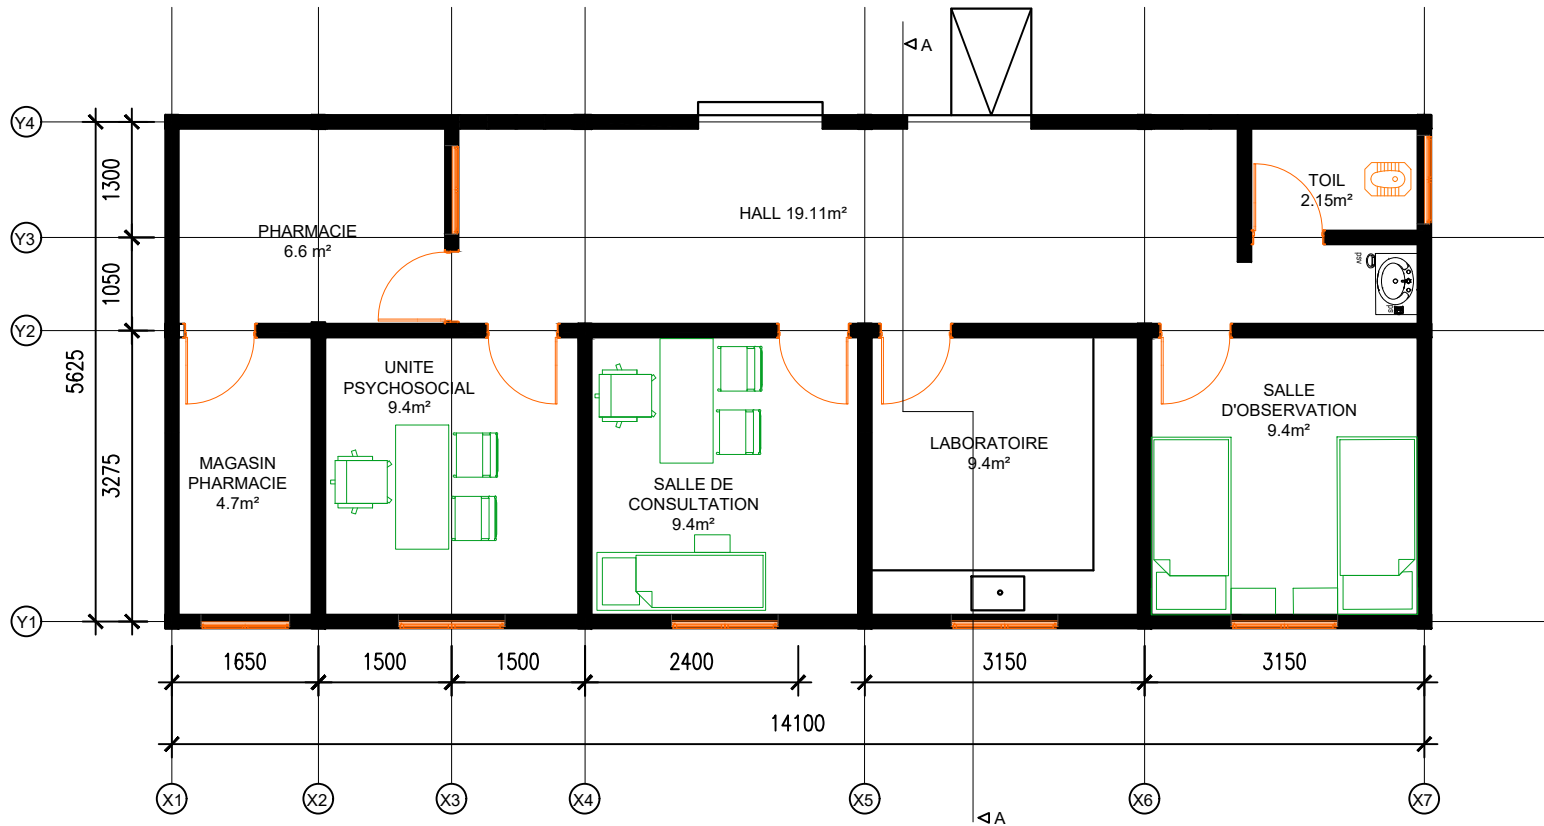 A
Y4
1300
TOIL
2.15m²
HALL 19.11m²
PHARMACIE
6.6 m²
Y3
1050
psv
ps
Y2
5625
UNITE
PSYCHOSOCIAL
9.4m²
SALLE
D'OBSERVATION
9.4m²
LABORATOIRE
9.4m²
3275
MAGASIN
PHARMACIE
4.7m²
SALLE DE
CONSULTATION
9.4m²
Y1
1650
1500
1500
2400
3150
3150
14100
X1
X2
X3
X4
X5
X6
X7
A